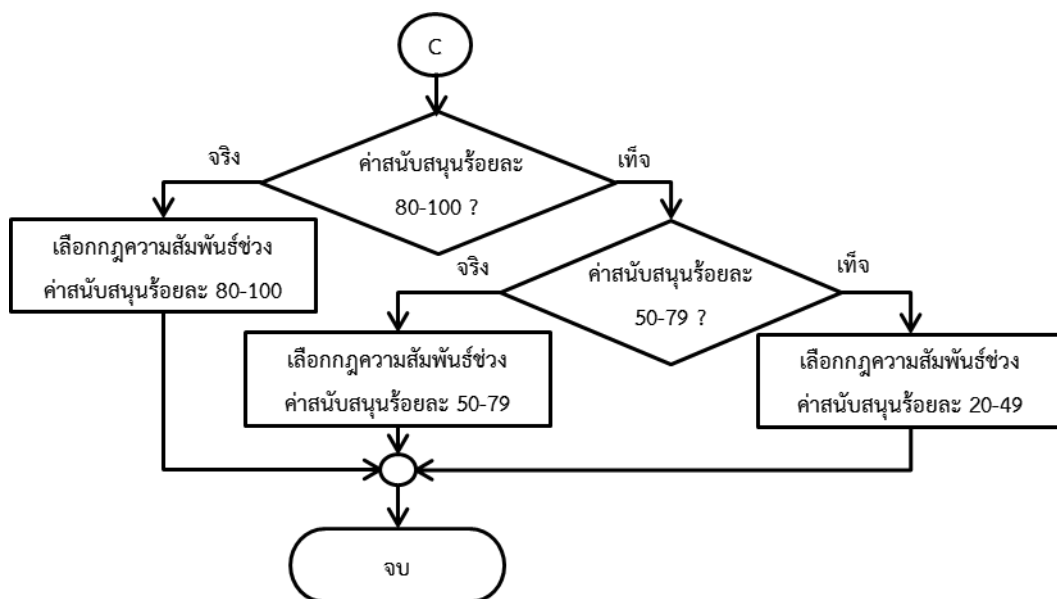 C
ค่าสนับสนุนร้อยละ
80-100 ?
จริง
เท็จ
เลือกกฎความสัมพันธ์ช่วง
ค่าสนับสนุนร้อยละ 80-100
ค่าสนับสนุนร้อยละ
50-79 ?
จริง
เท็จ
เลือกกฎความสัมพันธ์ช่วง
ค่าสนับสนุนร้อยละ 50-79
เลือกกฎความสัมพันธ์ช่วง
ค่าสนับสนุนร้อยละ 20-49
จบ